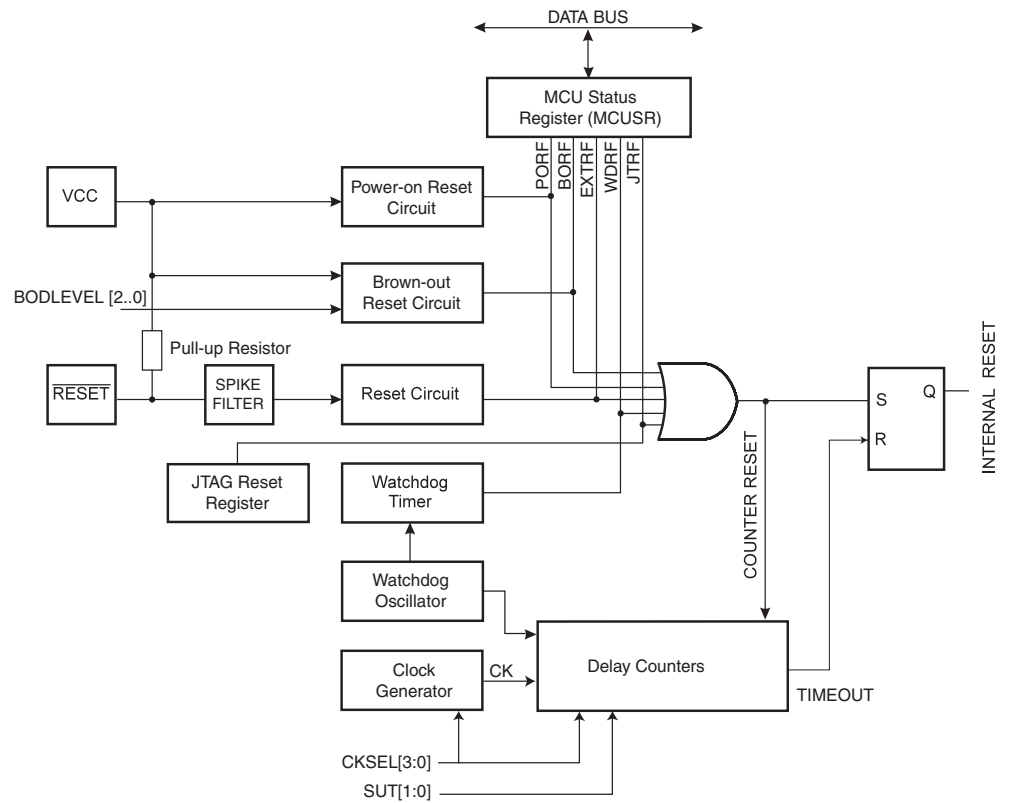 DATA BUS
MCU Status
Register (MCUSR)
PORF
BORF
EXTRF
WDRF
JTRF
VCC
Power-on Reset
Circuit
Brown-out
Reset Circuit
BODLEVEL [2..0]
Pull-up Resistor
RESET
SPIKE
FILTER
Reset Circuit
S
Q
R
INTERNAL RESET
JTAG Reset
Register
Watchdog
Timer
COUNTER RESET
Watchdog
Oscillator
Clock
Generator
CK
Delay Counters
TIMEOUT
CKSEL[3:0]
SUT[1:0]